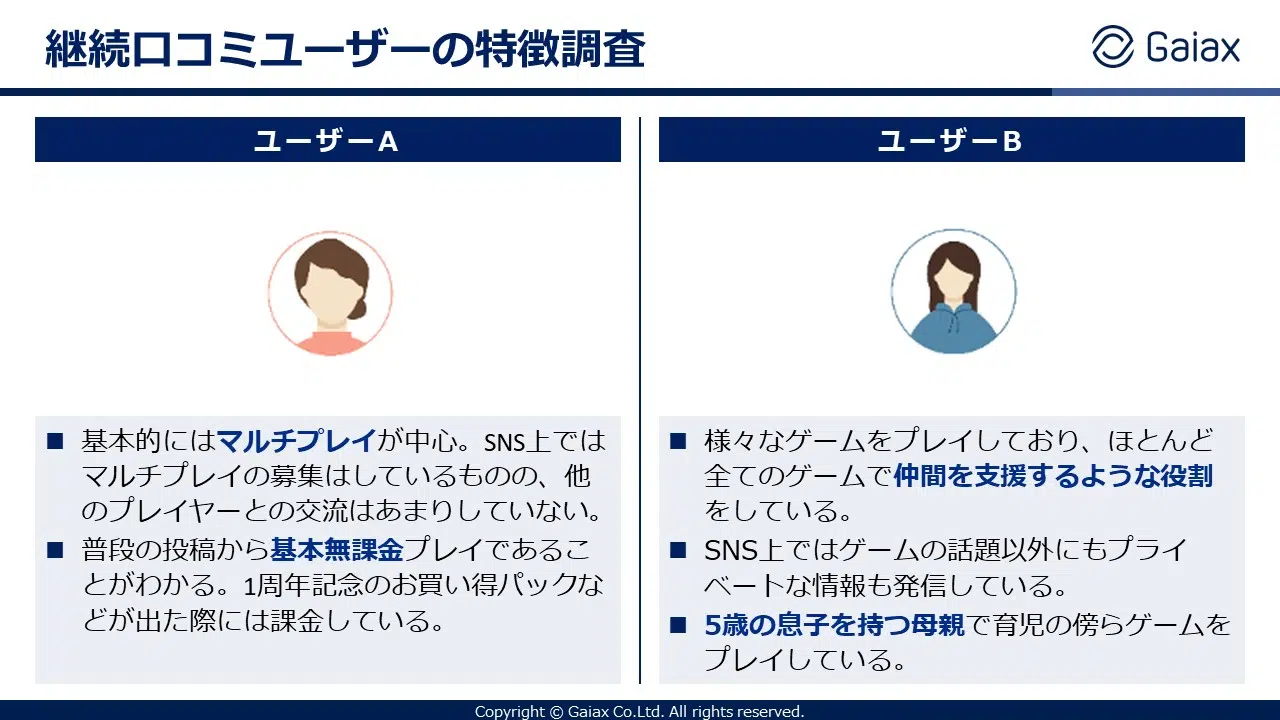 継続口コミユーザーの特徴調査
Gaiax
ユーザーA
基本的にはマルチプレイが中心。SNS上では
マルチプレイの募集はしているものの、他
のプレイヤーとの交流はあまりしていない。
普段の投稿から基本無課金プレイであるこ
とがわかる。1周年記念のお買い得パックな
どが出た際には課金している。
ユーザーB
様々なゲームをプレイしており、ほとんど
全てのゲームで仲間を支援するような役割
をしている。
SNS上ではゲームの話題以外にもプライ
ベートな情報も発信している。
5歳の息子を持つ母親で育児の傍らゲームを
プレイしている。
Copyright © Gaiax Co.Ltd. All rights reserved.